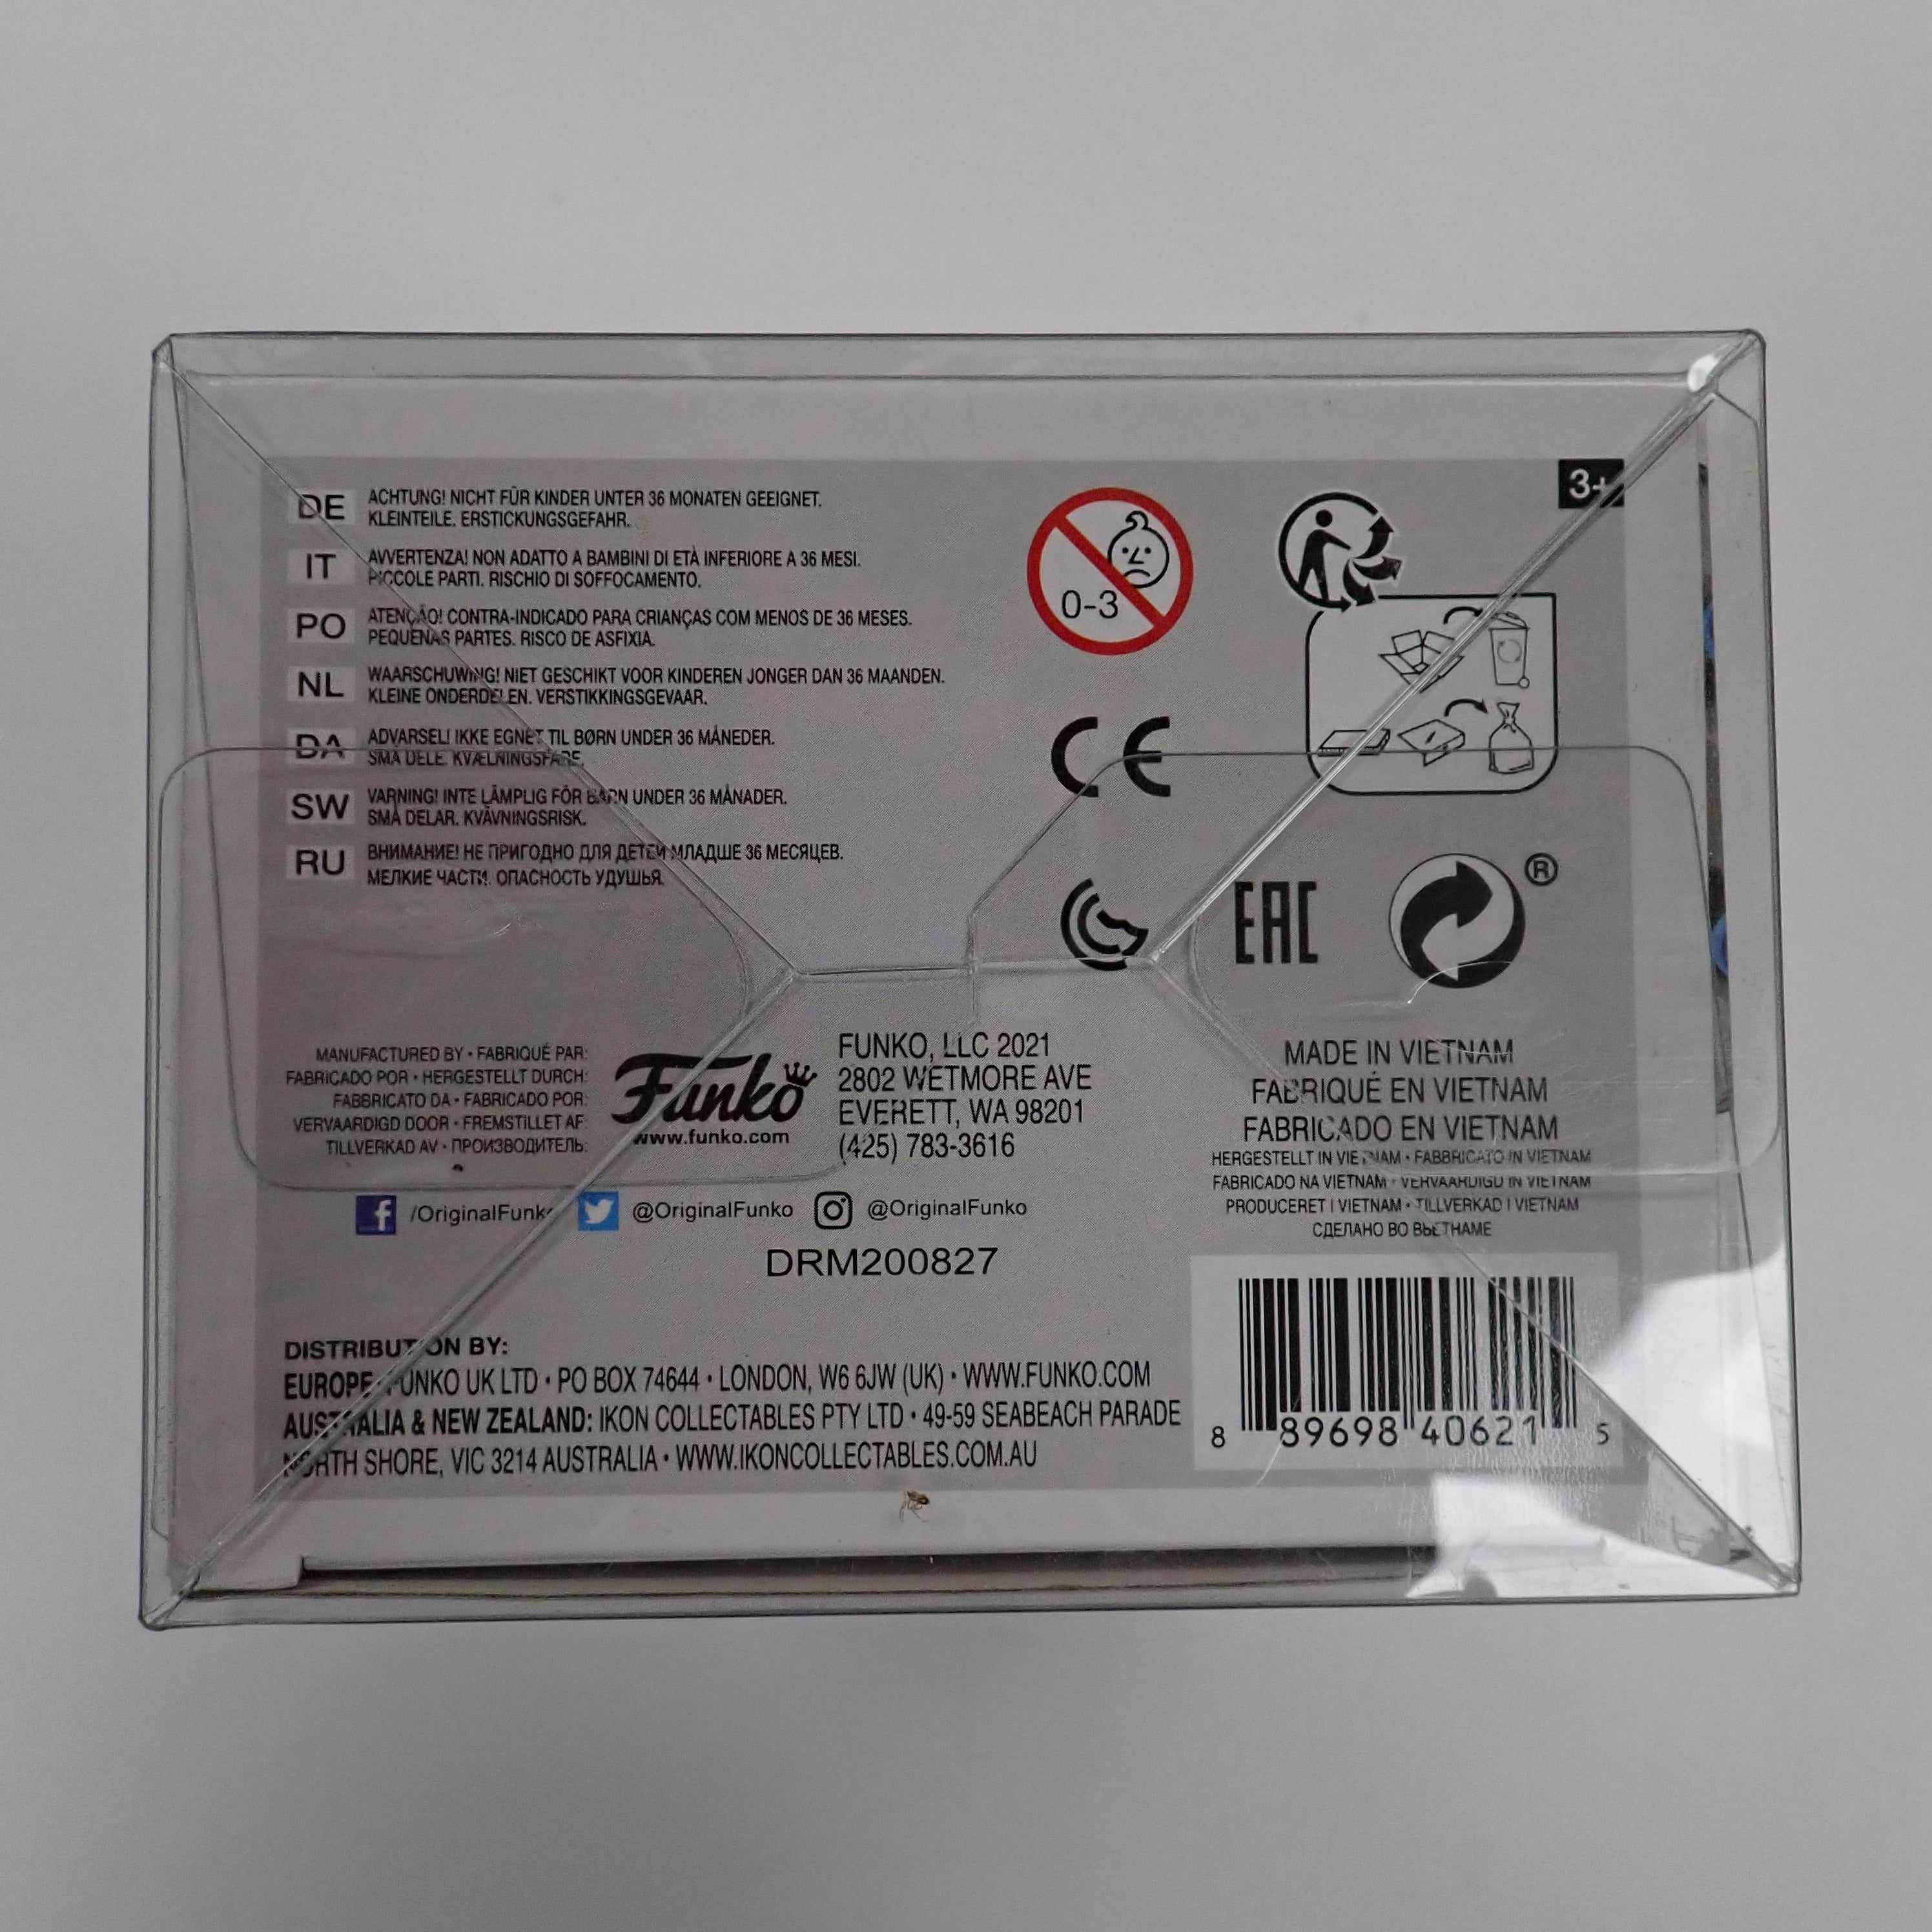 3+
DE ACHTUNG! NICHT FÜR KINDER UNTER 36 MONATEN GEEIGNET.
KLEINTEILE. ERSTICKUNGSGEFAHR.
IT AVVERTENZA! NON ADATTO A BAMBINI DI ETÀ INFERIORE A 36 MESI.
PICCOLE PARTI. RISCHIO DI SOFFOCAMENTO.
PO ATENÇÃO! CONTRA-INDICADO PARA CRIANÇAS COM MENOS DE 36 MESES.
PEQUENAS PARTES. RISCO DE ASFIXIA.
NL WAARSCHUWING! NIET GESCHIKT VOOR KINDEREN JONGER DAN 36 MAANDEN.
KLEINE ONDERDELEN. VERSTIKKINGSGEVAAR.
DA ADVARSEL! IKKE EGNET TIL BØRN UNDER 36 MÅNEDER.
SMÅ DELE. KVÆLNINGSFARE.
SW VARNING! INTE LÄMPLIG FÖR BARN UNDER 36 MÅNADER.
SMÅ DELAR. KVÄVNINGSRISK.
RU ВНИМАНИЕ! НЕ ПРИГОДНО ДЛЯ ДЕТЕЙ МЛАДШЕ 36 МЕСЯЦЕВ.
МЕЛКИЕ ЧАСТИ. ОПАСНОСТЬ УДУШЬЯ.
0-3
CE
EAC
®
MANUFACTURED BY • FABRIQUÉ PAR:
FABRICADO POR • HERGESTELLT DURCH:
FABBRICATO DA • FABRICADO POR:
VERVAARDIGD DOOR • FREMSTILLET AF:
TILLVERKAD AV • ПРОИЗВОДИТЕЛЬ:
Funko
www.funko.com
FUNKO, LLC 2021
2802 WETMORE AVE
EVERETT, WA 98201
(425) 783-3616
MADE IN VIETNAM
FABRIQUÉ EN VIETNAM
FABRICADO EN VIETNAM
HERGESTELLT IN VIETNAM • FABBRICATO IN VIETNAM
FABRICADO NA VIETNAM • VERVAARDIGD IN VIETNAM
PRODUCERET I VIETNAM • TILLVERKAD I VIETNAM
СДЕЛАНО ВО ВЬЕТНАМЕ
f /OriginalFunko @OriginalFunko @OriginalFunko
DRM200827
DISTRIBUTION BY:
EUROPE: FUNKO UK LTD • PO BOX 74644 • LONDON, W6 6JW (UK) • WWW.FUNKO.COM
AUSTRALIA & NEW ZEALAND: IKON COLLECTABLES PTY LTD • 49-59 SEABEACH PARADE
NORTH SHORE, VIC 3214 AUSTRALIA • WWW.IKONCOLLECTABLES.COM.AU
8 89698 40621 5